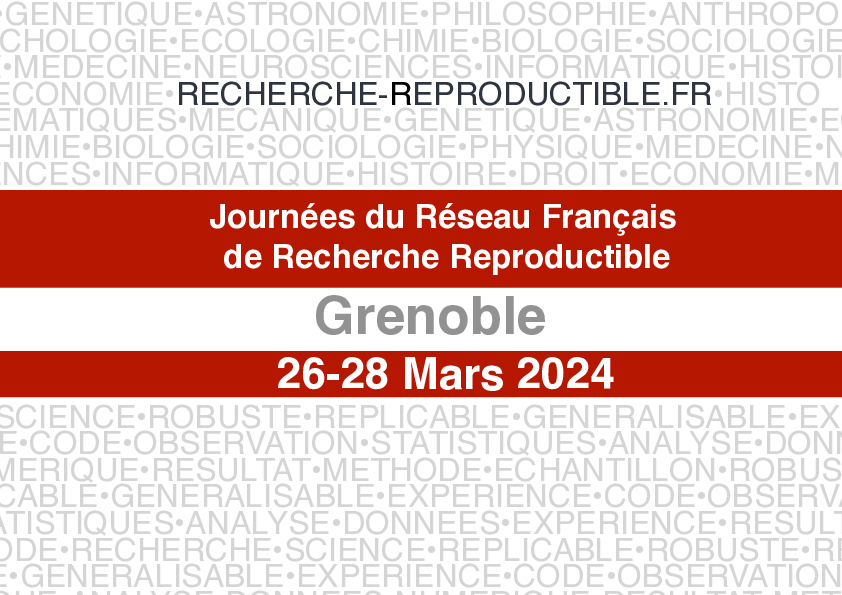 •GENETIQUE•ASTRONOMIE•PHILOSOPHIE•ANTHROPO
CHOLOGIE•ECOLOGIE•CHIMIE•BIOLOGIE•SOCIOLOGIE
•MEDECINE•NEUROSCIENCES•INFORMATIQUE•HISTOI
ECONOMIE•RECHERCHE-REPRODUCTIBLE.FR•HISTO
EMATIQUES•MECANIQUE•GENETIQUE•ASTRONOMIE•E
HIMIE•BIOLOGIE•SOCIOLOGIE•PHYSIQUE•MEDECINE•N
NCES•INFORMATIQUE•HISTOIRE•DROIT•ECONOMIE•M
Journées du Réseau Français
de Recherche Reproductible
Grenoble
26-28 Mars 2024
SCIENCE•ROBUSTE•REPLICABLE•GENERALISABLE•EX
E•CODE•OBSERVATION•STATISTIQUES•ANALYSE•DONN
MERIQUE•RESULTAT•METHODE•ECHANTILLON•ROBUS
CABLE•GENERALISABLE•EXPERIENCE•CODE•OBSERVA
ATISTIQUES•ANALYSE•DONNEES•EXPERIENCE•RESULT
ODE•RECHERCHE•SCIENCE•REPLICABLE•ROBUSTE•RE
E•GENERALISABLE•EXPERIENCE•CODE•OBSERVATION